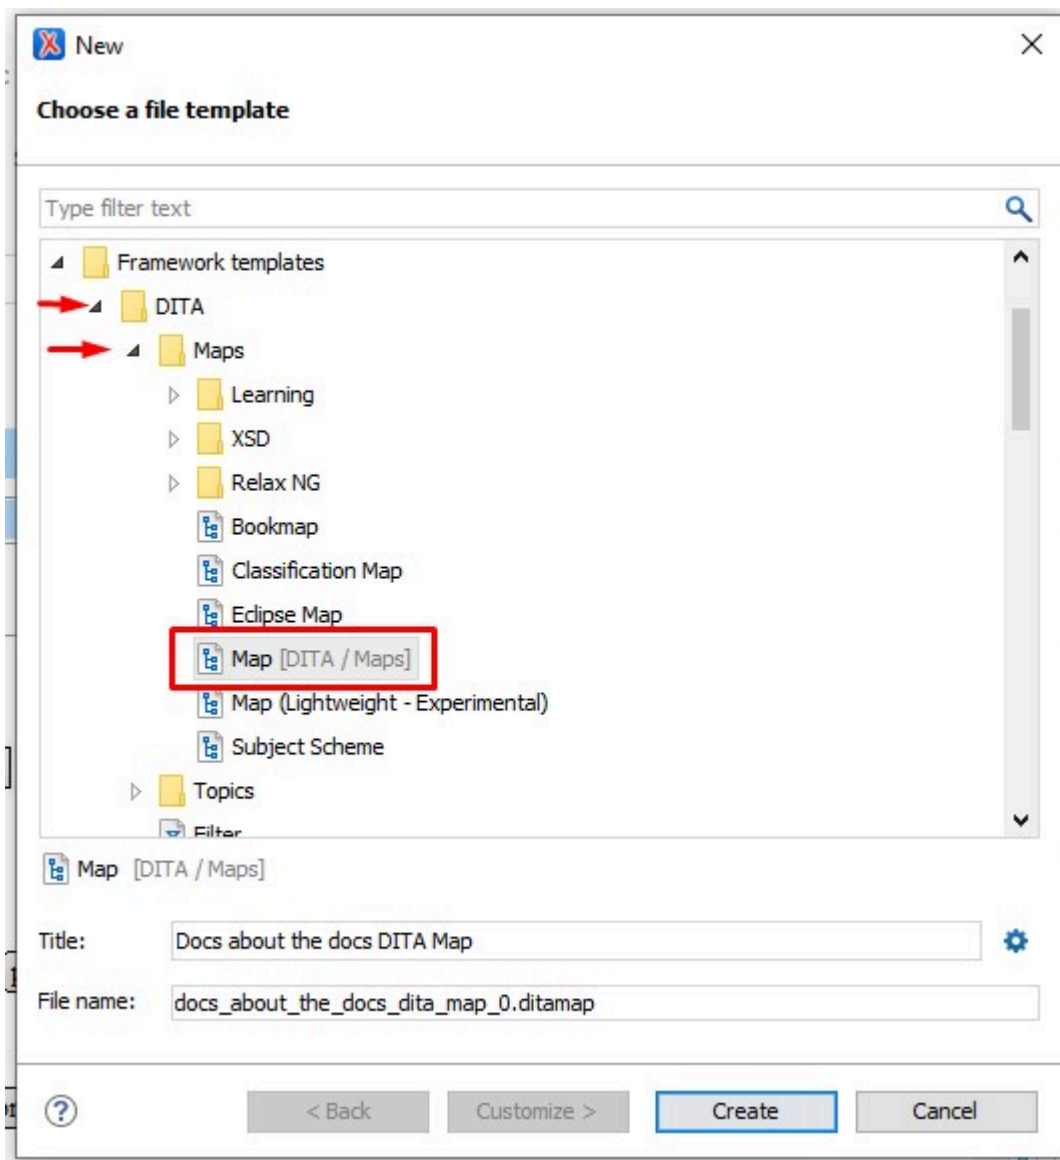 New
Choose a file template
Type filter text
Framework templates
DITA
Maps
Learning
XSD
Relax NG
Bookmap
Classification Map
Eclipse Map
Map [DITA / Maps]
Map (Lightweight - Experimental)
Subject Scheme
Topics
Filter
Map [DITA / Maps]
Title: Docs about the docs DITA Map
File name: docs_about_the_docs_dita_map_0.ditamap
< Back Customize > Create Cancel